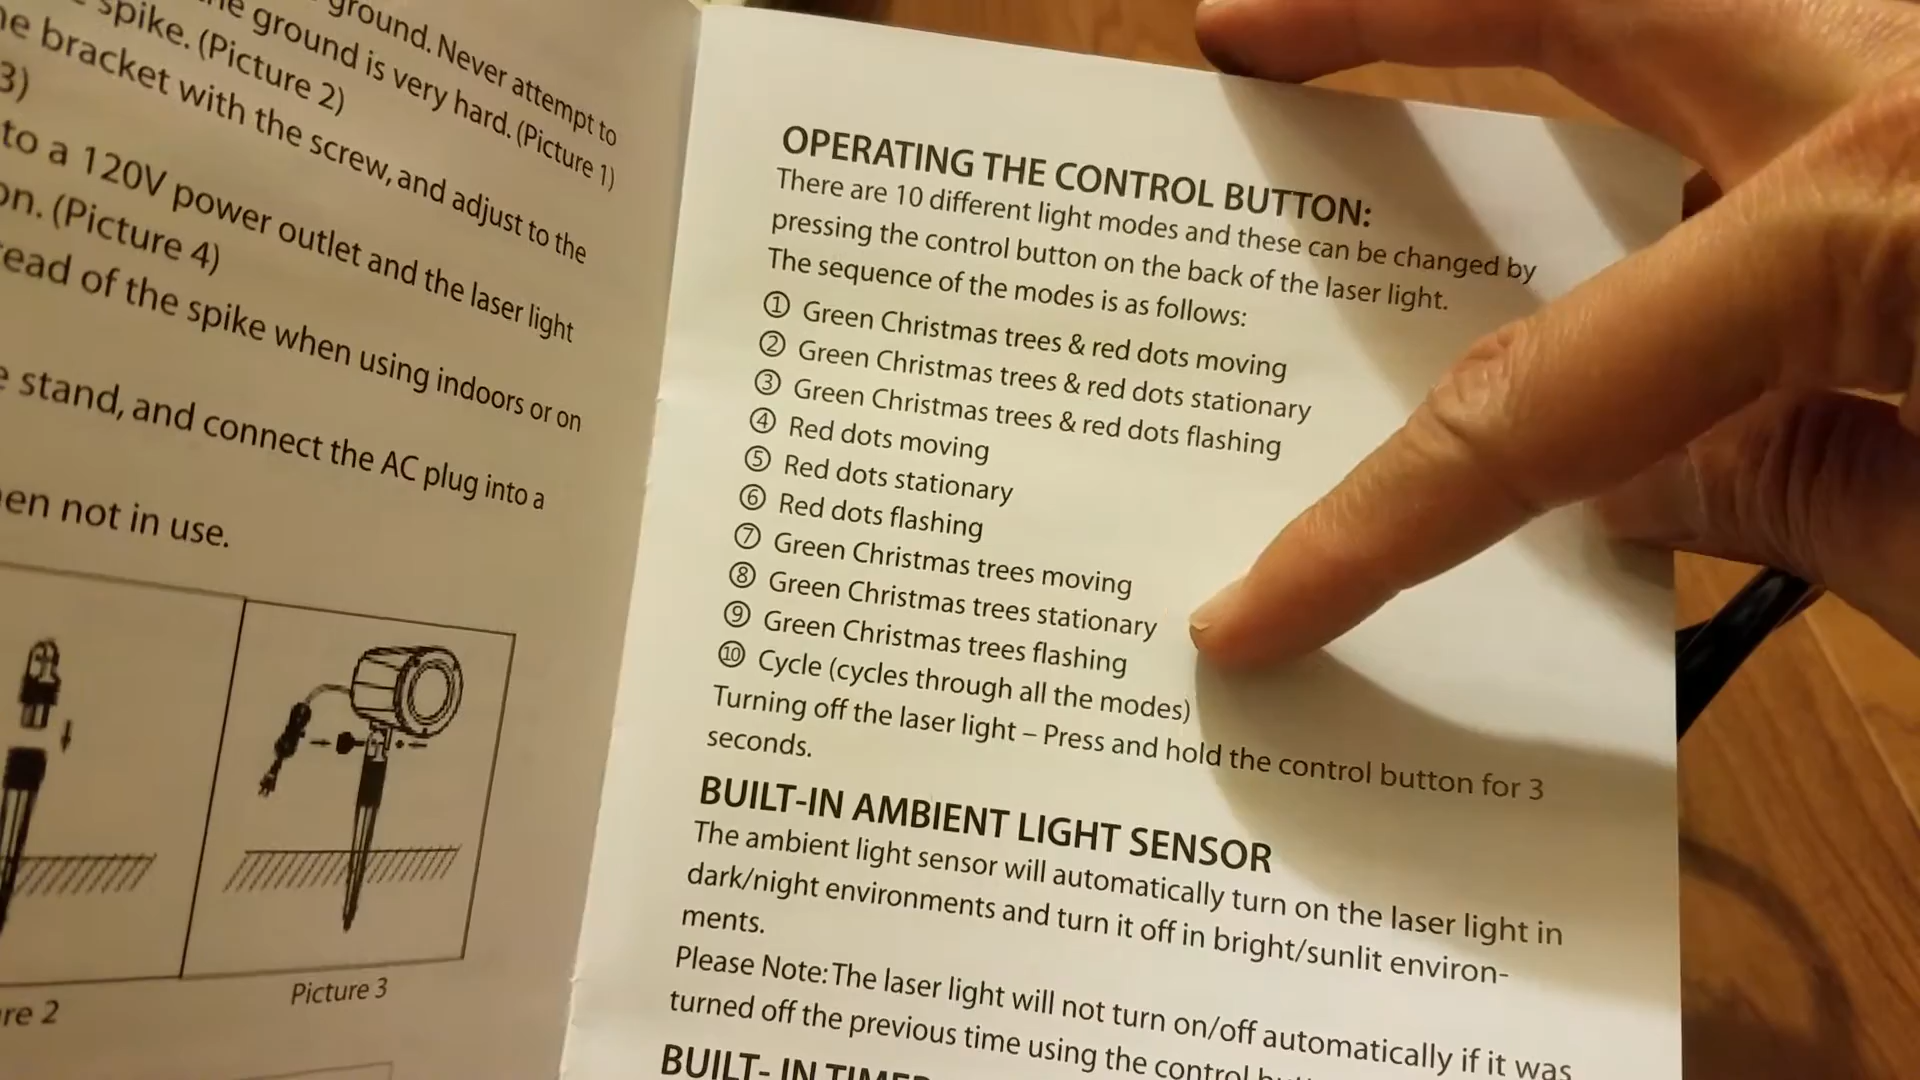 ground. Never attempt to
ground is very hard. (Picture 1)
spike. (Picture 2)
bracket with the screw, and adjust to the
3)
to a 120V power outlet and the laser light
on. (Picture 4)
of the spike when using indoors or on
stand, and connect the AC plug into a
not in use.
Picture 3
2
OPERATING THE CONTROL BUTTON:
There are 10 different light modes and these can be changed by
pressing the control button on the back of the laser light.
The sequence of the modes is as follows:
① Green Christmas trees & red dots moving
② Green Christmas trees & red dots stationary
③ Green Christmas trees & red dots flashing
④ Red dots moving
⑤ Red dots stationary
⑥ Red dots flashing
⑦ Green Christmas trees moving
⑧ Green Christmas trees stationary
⑨ Green Christmas trees flashing
⑩ Cycle (cycles through all the modes)
Turning off the laser light – Press and hold the control button for 3
seconds.
BUILT-IN AMBIENT LIGHT SENSOR
The ambient light sensor will automatically turn on the laser light in
dark/night environments and turn it off in bright/sunlit environ-
ments.
Please Note: The laser light will not turn on/off automatically if it was
turned off the previous time using the control
BUILT- IN TIMER